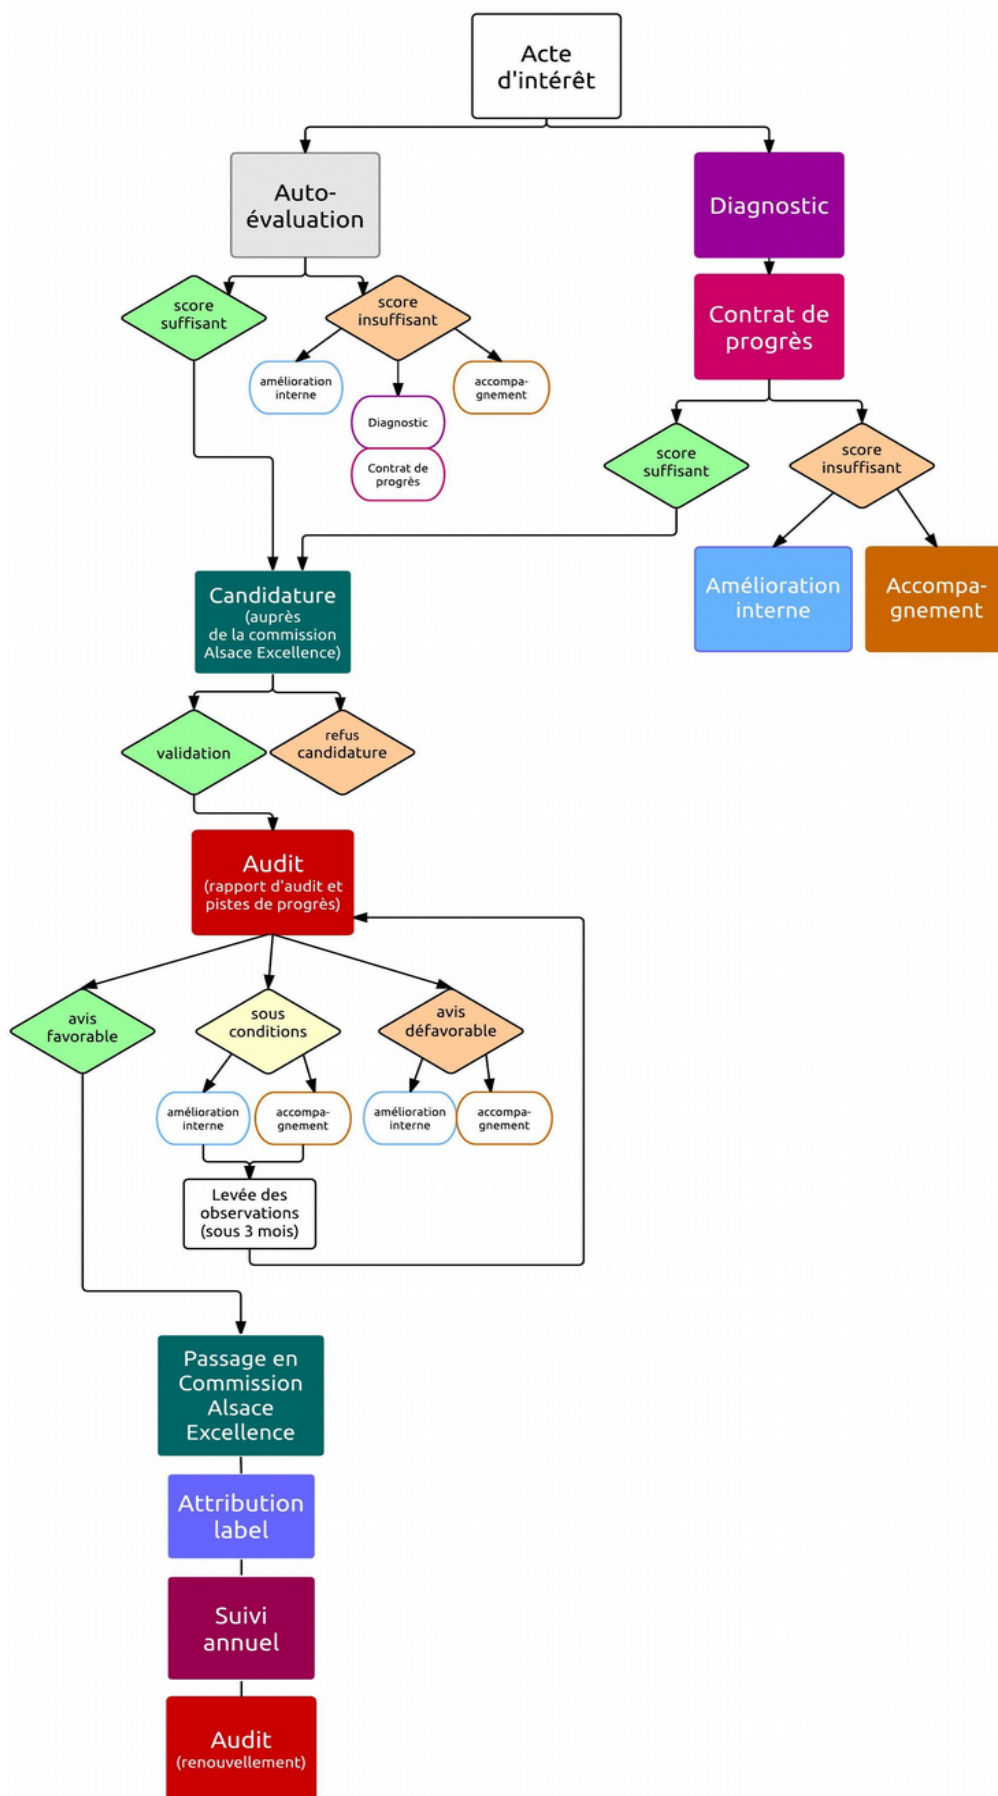 Acte
d'intérêt
Auto-
évaluation
Diagnostic
score
suffisant
score
insuffisant
Contrat de
progrès
amélioration
interne
accompa-
gnement
Diagnostic
Contrat de
progrès
score
suffisant
score
insuffisant
Candidature
(auprès
de la commission
Alsace Excellence)
Amélioration
interne
Accompa-
gnement
validation
refus
candidature
Audit
(rapport d'audit et
pistes de progrès)
avis
favorable
sous
conditions
avis
défavorable
amélioration
interne
accompa-
gnement
amélioration
interne
accompa-
gnement
Levée des
observations
(sous 3 mois)
Passage en
Commission
Alsace
Excellence
Attribution
label
Suivi
annuel
Audit
(renouvellement)